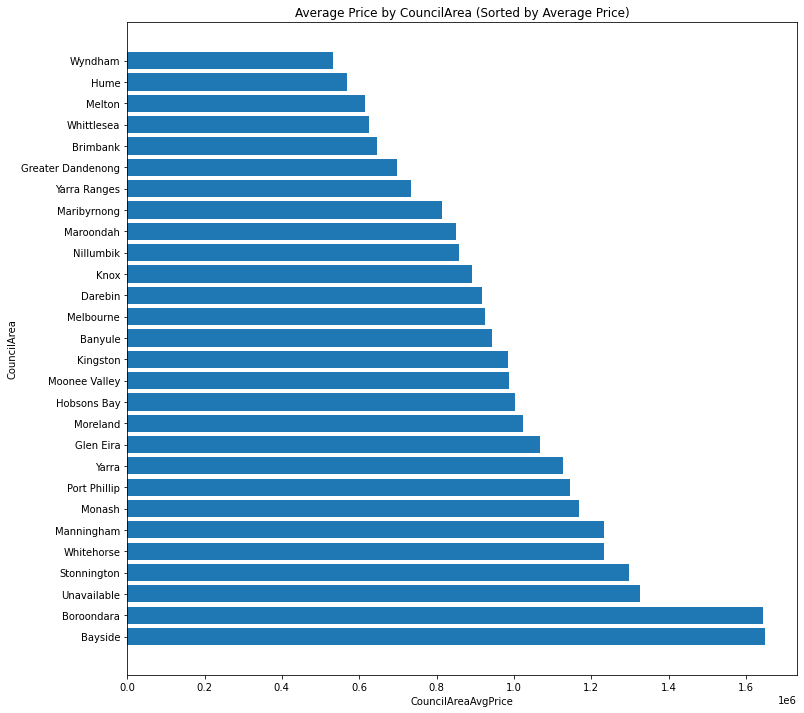 Average Price by CouncilArea (Sorted by Average Price)
Wyndham
Hume
Melton
Whittlesea
Brimbank
Greater Dandenong
Yarra Ranges
Maribyrnong
Maroondah
Nillumbik
Knox
Darebin
Melbourne
Banyule
Kingston
Moonee Valley
Hobsons Bay
Moreland
Glen Eira
Yarra
Port Phillip
Monash
Manningham
Whitehorse
Stonnington
Unavailable
Boroondara
Bayside
CouncilArea
0.0 0.2 0.4 0.6 0.8 1.0 1.2 1.4 1.6
1e6
CouncilAreaAvgPrice